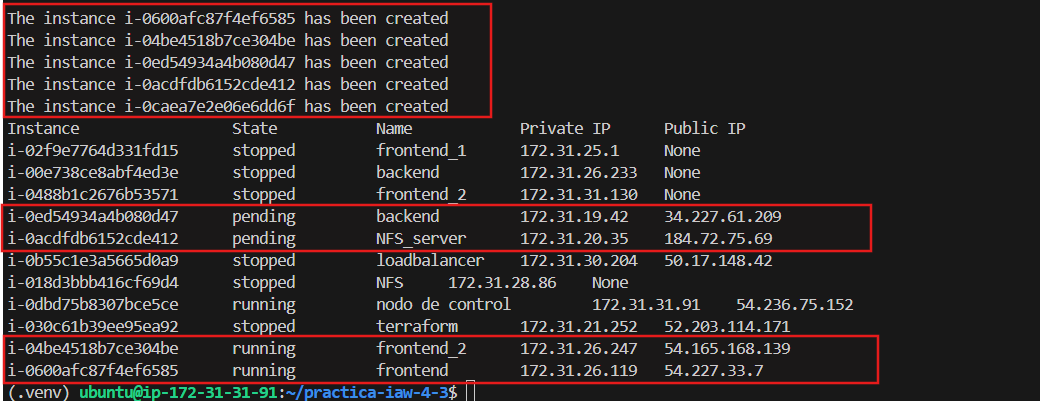 The instance i-0600afc87f4ef6585 has been created
The instance i-04be4518b7ce304be has been created
The instance i-0ed54934a4b080d47 has been created
The instance i-0acdfdb6152cde412 has been created
The instance i-0caea7e2e06e6dd6f has been created
Instance State Name Private IP Public IP
i-02f9e7764d331fd15 stopped frontend_1 172.31.25.1 None
i-00e738ce8abf4ed3e stopped backend 172.31.26.233 None
i-0488b1c2676b53571 stopped frontend_2 172.31.31.130 None
i-0ed54934a4b080d47 pending backend 172.31.19.42 34.227.61.209
i-0acdfdb6152cde412 pending NFS_server 172.31.20.35 184.72.75.69
i-0b55c1e3a5665d0a9 stopped loadbalancer 172.31.30.204 50.17.148.42
i-018d3bbb416cf69d4 stopped NFS 172.31.28.86 None
i-0dbd75b8307bce5ce running nodo de control 172.31.31.91 54.236.75.152
i-030c61b39ee95ea92 stopped terraform 172.31.21.252 52.203.114.171
i-04be4518b7ce304be running frontend_2 172.31.26.247 54.165.168.139
i-0600afc87f4ef6585 running frontend 172.31.26.119 54.227.33.7
(.venv) ubuntu@ip-172-31-31-91:~/practica-iaw-4-3$